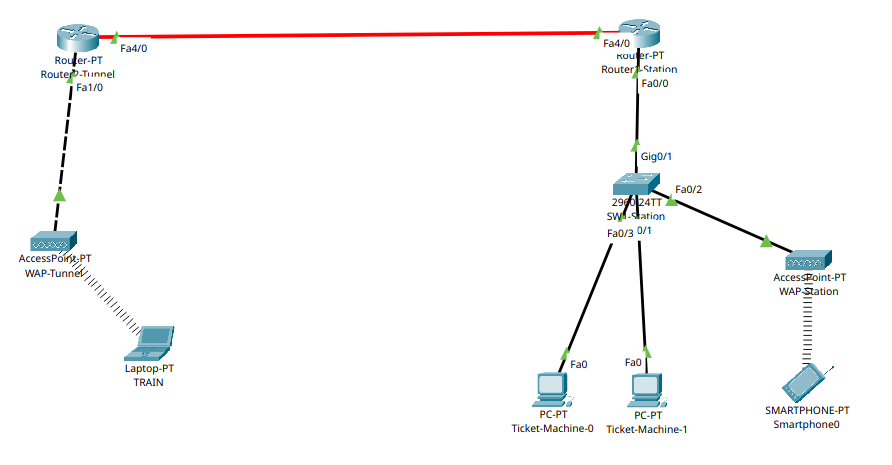 Fa4/0
Router-PT
Fa1/0
Fa4/0
Router-PT
Fa0/0
Gig0/1
Fa0/2
Fa0/3
0/1
AccessPoint-PT
WAP-Tunnel
AccessPoint-PT
WAP-Station
Laptop-PT
TRAIN
Fa0
Fa0
PC-PT
Ticket-Machine-0
PC-PT
Ticket-Machine-1
SMARTPHONE-PT
Smartphone0